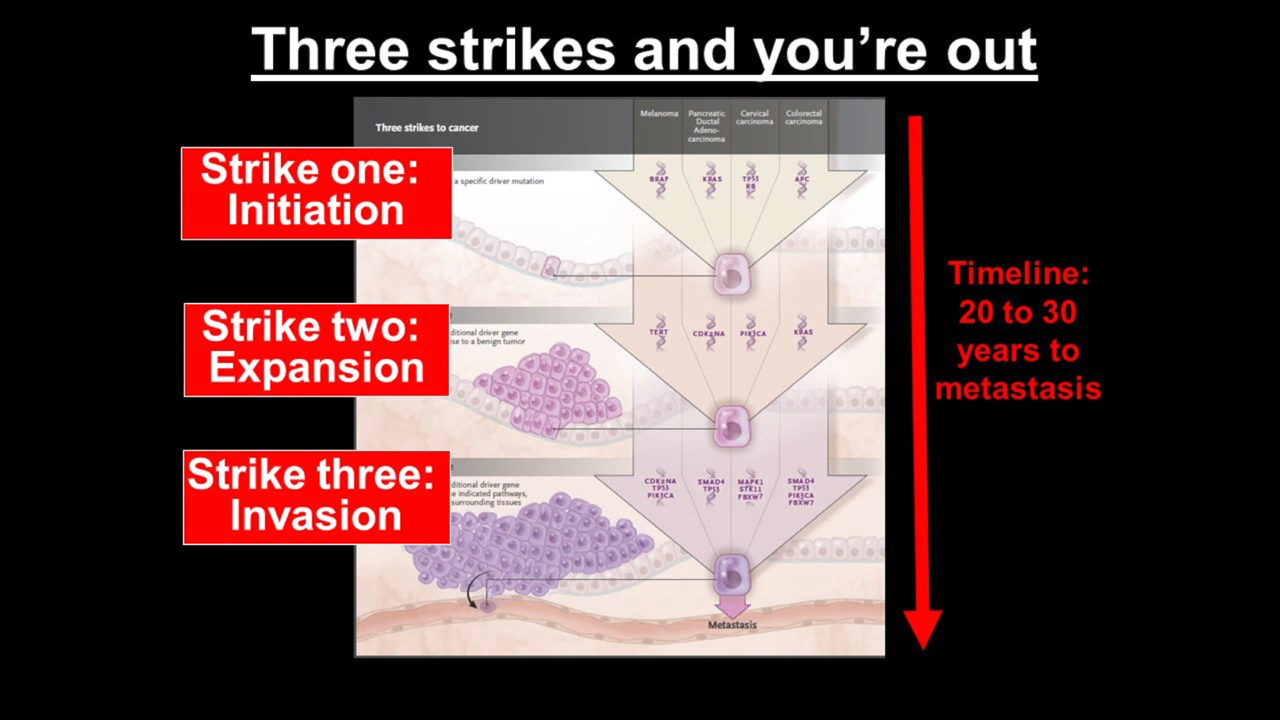 Three strikes and you're out
Three strikes to cancer
Melanoma
Pancreatic
Ductal
Adeno-
carcinoma
Cervical
carcinoma
Colorectal
carcinoma
Strike one:
Initiation
a specific driver mutation
BRAF
KRAS
TP53
RB
APC
Strike two:
Expansion
ditional driver gene
ise to a benign tumor
TERT
CDK2NA
PIK3CA
KRAS
Strike three:
Invasion
ditional driver gene
e indicated pathways,
surrounding tissues
CDK2NA
TP53
PIK3CA
SMAD4
TP53
MAPK1
STK11
FBXW7
SMAD4
TP53
PIK3CA
FBXW7
Metastasis
Timeline:
20 to 30
years to
metastasis